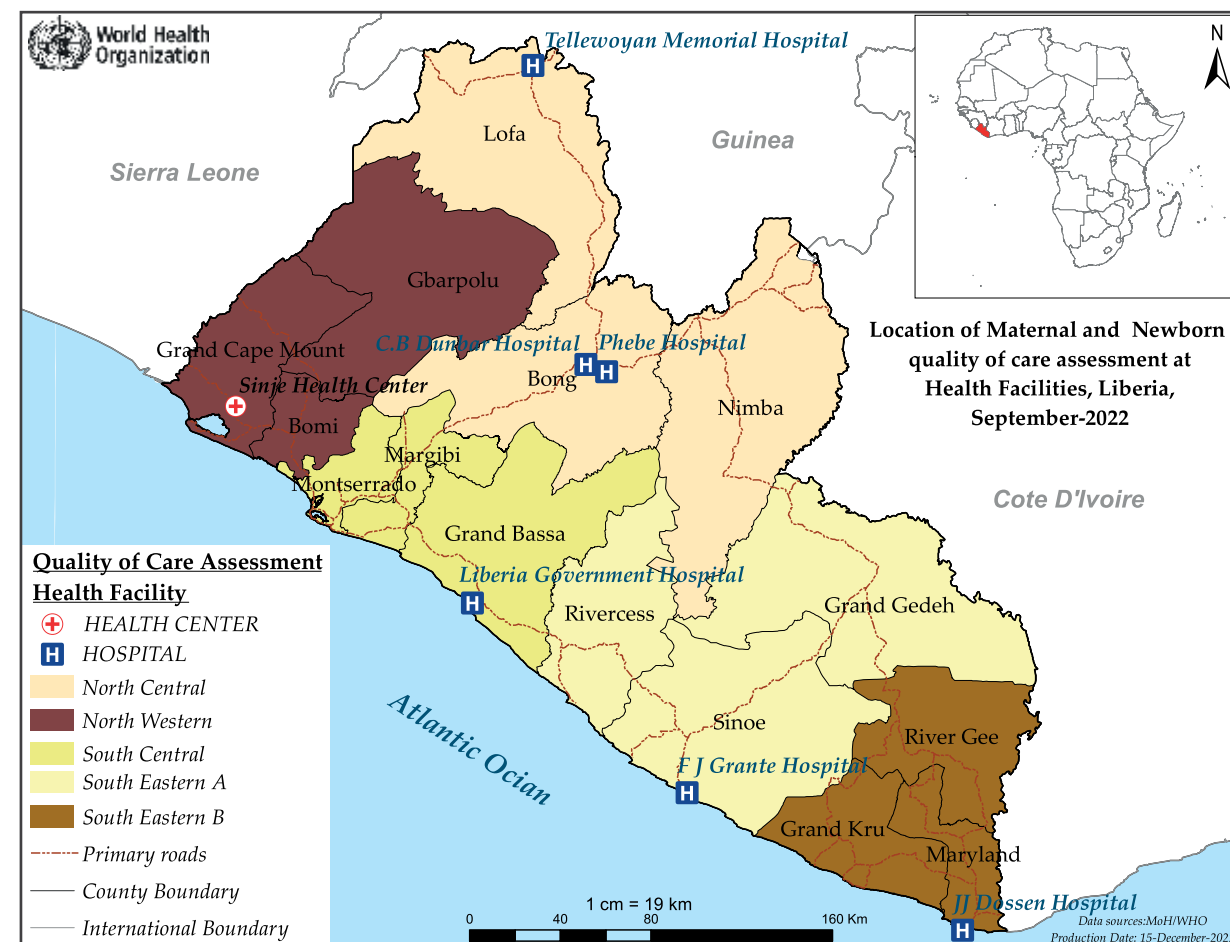 World Health
Organization
Tellewoyan Memorial Hospital
H
N
Lofa
Guinea
Sierra Leone
Gbarpolu
Location of Maternal and Newborn
quality of care assessment at
Health Facilities, Liberia,
September-2022
Grand Cape Mount
C.B Dunbar Hospital
Phebe Hospital
H
H
Sinje Health Center
Bong
Nimba
Bomi
Margibi
Montserrado
Cote D'Ivoire
Grand Bassa
Liberia Government Hospital
H
Rivercess
Grand Gedeh
Quality of Care Assessment
Health Facility
HEALTH CENTER
H HOSPITAL
North Central
North Western
South Central
South Eastern A
South Eastern B
Primary roads
County Boundary
International Boundary
Atlantic Ocian
Sinoe
River Gee
F J Grante Hospital
H
Grand Kru
Maryland
JJ Dossen Hospital
H
1 cm = 19 km
0 40 80 160 Km
Data sources:MoH/WHO
Production Date: 15-December-202